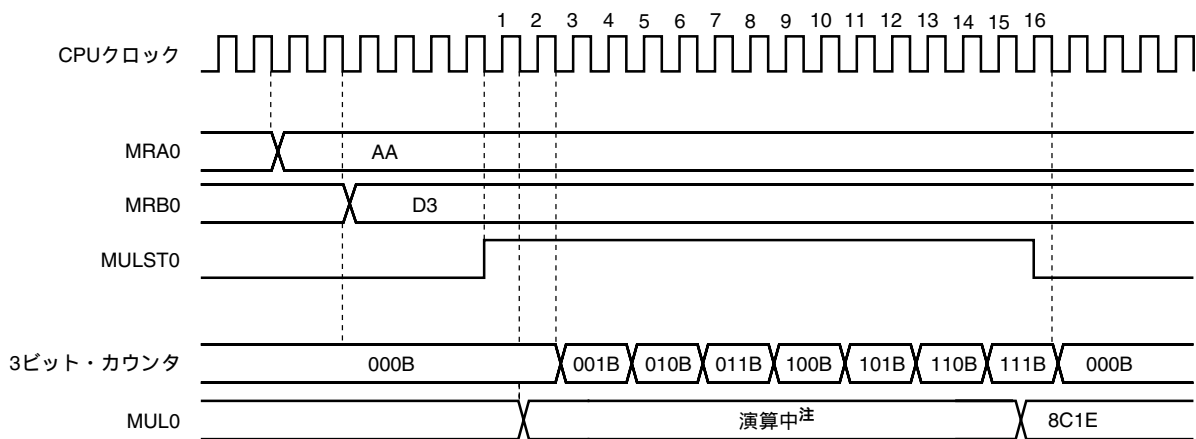 1 2 3 4 5 6 7 8 9 10 11 12 13 14 15 16
CPUクロック
MRA0 AA
MRB0 D3
MULST0
3ビット・カウンタ 000B 001B 010B 011B 100B 101B 110B 111B 000B
MUL0 演算中注 8C1E